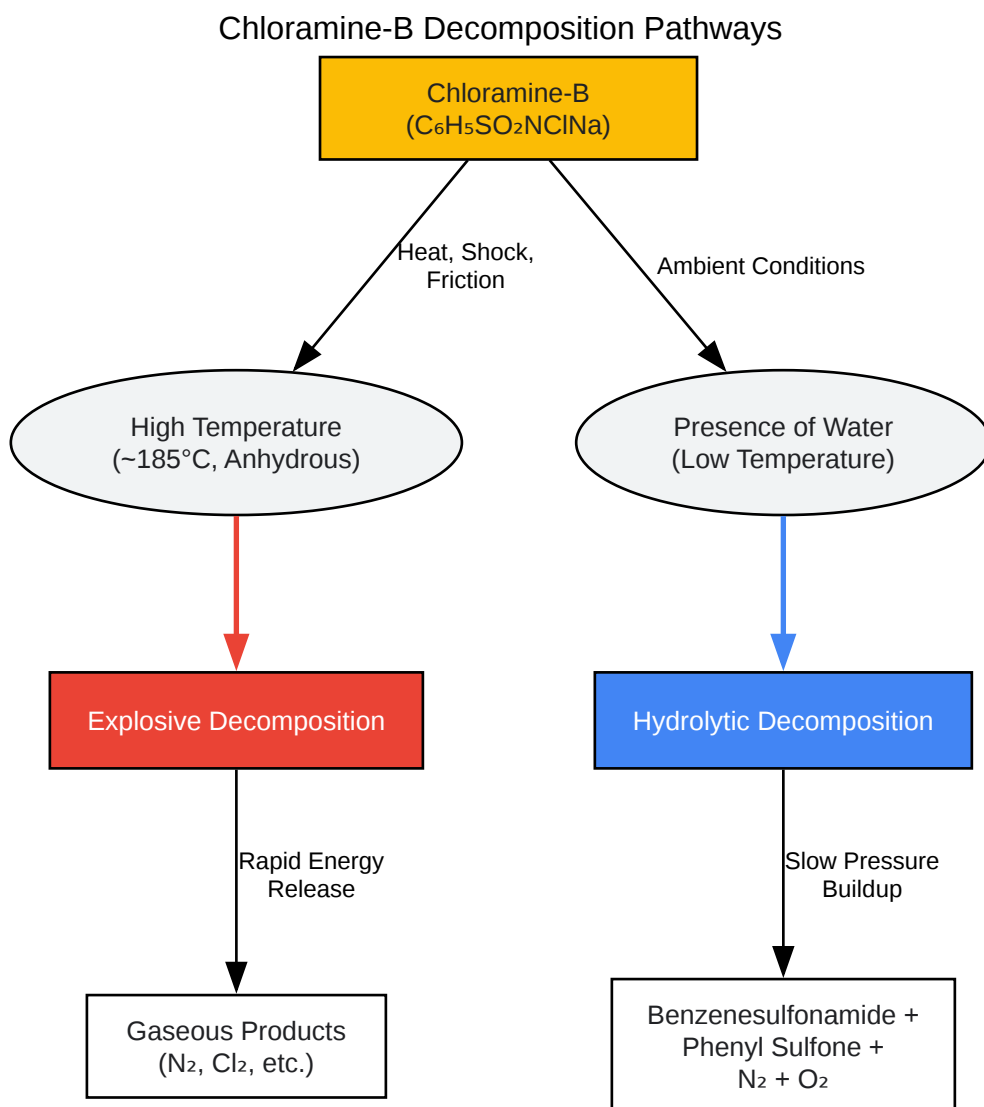 Chloramine-B Decomposition Pathways
Chloramine-B
(C₆H₅SO₂NClNa)
Heat, Shock,
Friction
Ambient Conditions
High Temperature
(~185°C, Anhydrous)
Presence of Water
(Low Temperature)
Explosive Decomposition
Hydrolytic Decomposition
Rapid Energy
Release
Slow Pressure
Buildup
Gaseous Products
(N₂, Cl₂, etc.)
Benzenesulfonamide +
Phenyl Sulfone +
N₂ + O₂